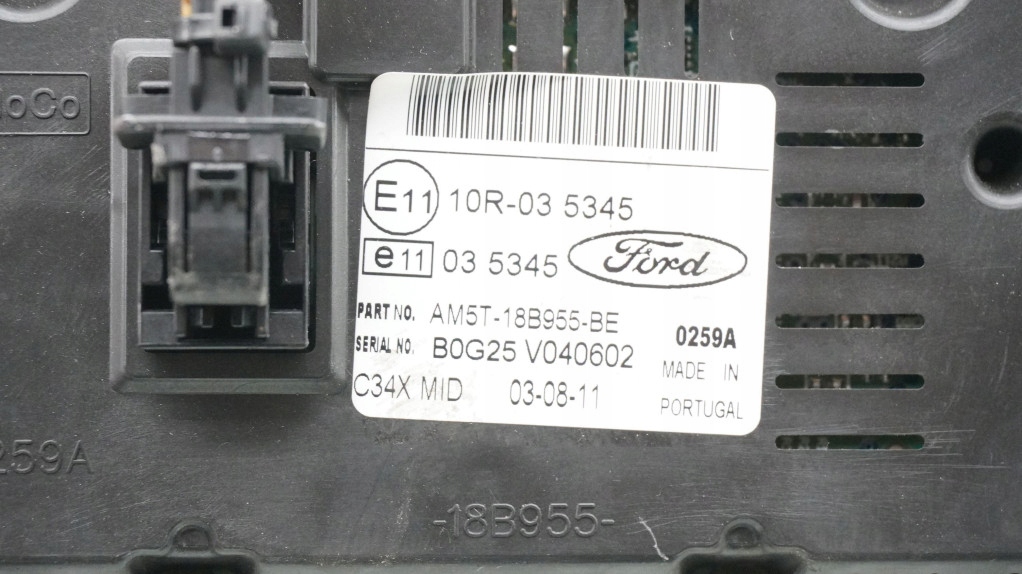 oCo
E11 10R-03 5345
e11 03 5345 Ford
PART NO. AM5T-18B955-BE 0259A
SERIAL NO. B0G25 V040602 MADE IN
C34X MID 03-08-11 PORTUGAL
259A
-18B955-